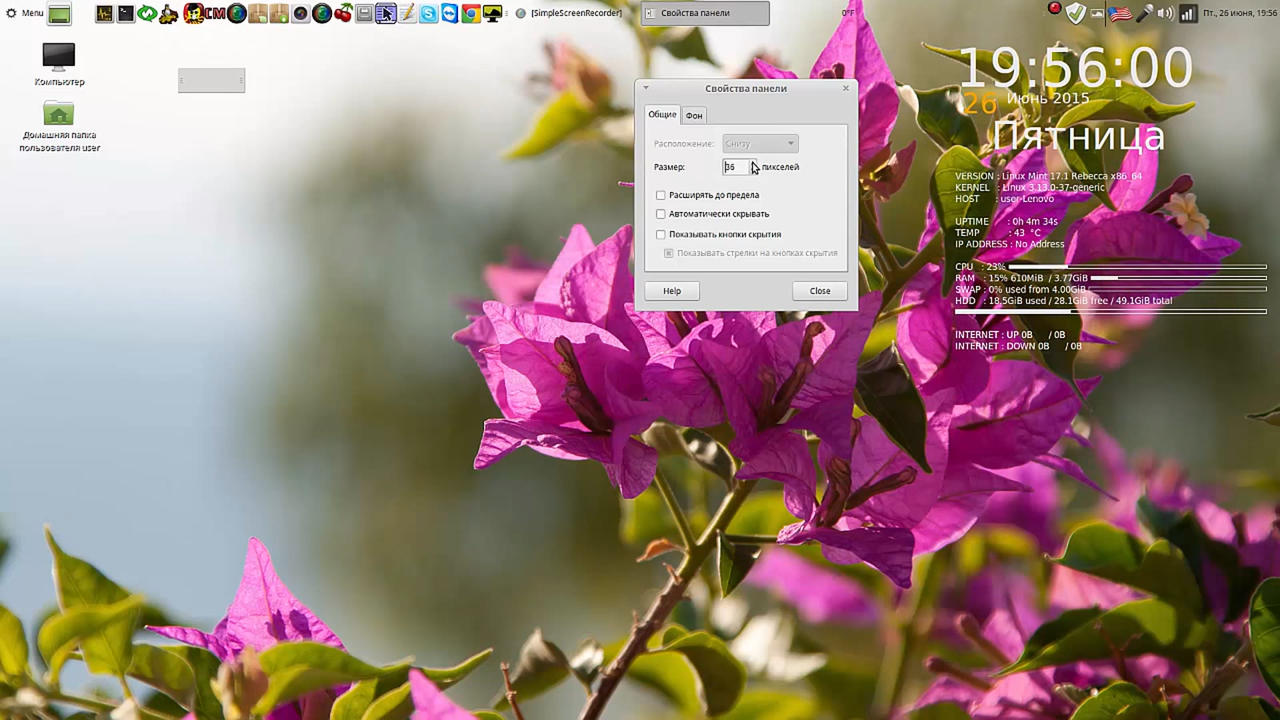 Menu
[SimpleScreenRecorder]
Свойства панели
0°F
Пт., 26 июня, 19:56
Компьютер
Домашняя папка
пользователя user
Свойства панели
Общие
Фон
Расположение:
Снизу
Размер:
36
пикселей
Расширять до предела
Автоматически скрывать
Показывать кнопки скрытия
Показывать стрелки на кнопках скрытия
Help
Close
19:56:00
26 Июнь 2015
Пятница
VERSION : Linux Mint 17.1 Rebecca x86_64
KERNEL : Linux 3.13.0-37-generic
HOST : user-Lenovo
UPTIME : 0h 4m 34s
TEMP : 43 °C
IP ADDRESS : No Address
CPU : 23%
RAM : 15% 610MiB / 3.77GiB
SWAP : 0% used from 4.00GiB
HDD : 18.5GiB used / 28.1GiB free / 49.1GiB total
INTERNET : UP 0B / 0B
INTERNET : DOWN 0B / 0B